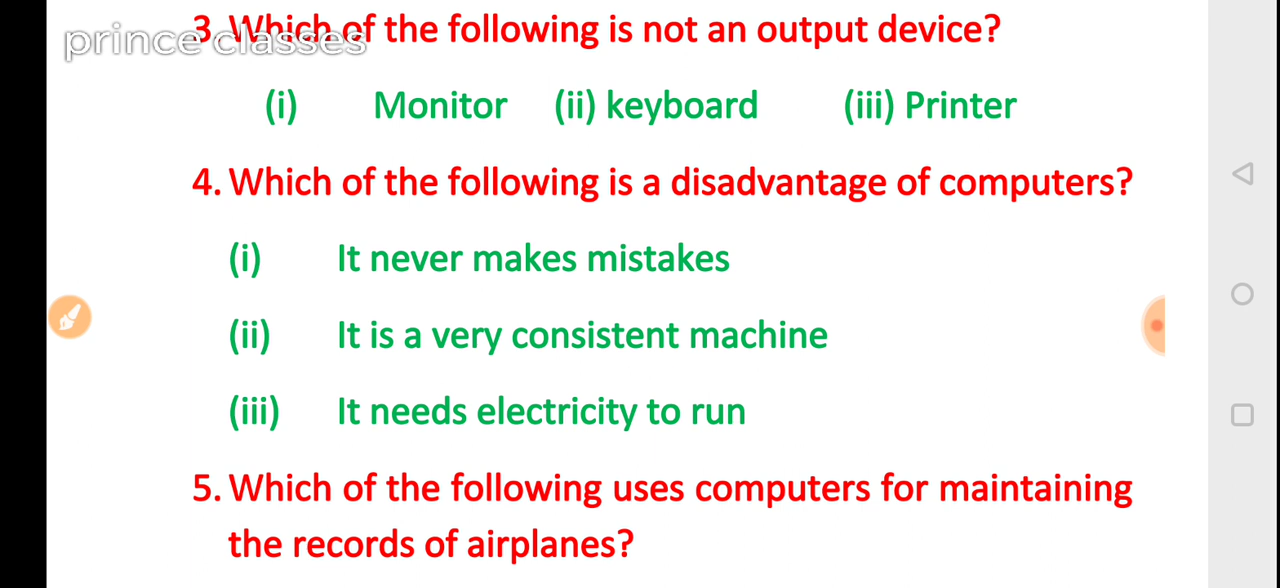 prince classes
3. Which of the following is not an output device?
(i) Monitor (ii) keyboard (iii) Printer
4. Which of the following is a disadvantage of computers?
(i) It never makes mistakes
(ii) It is a very consistent machine
(iii) It needs electricity to run
5. Which of the following uses computers for maintaining
the records of airplanes?